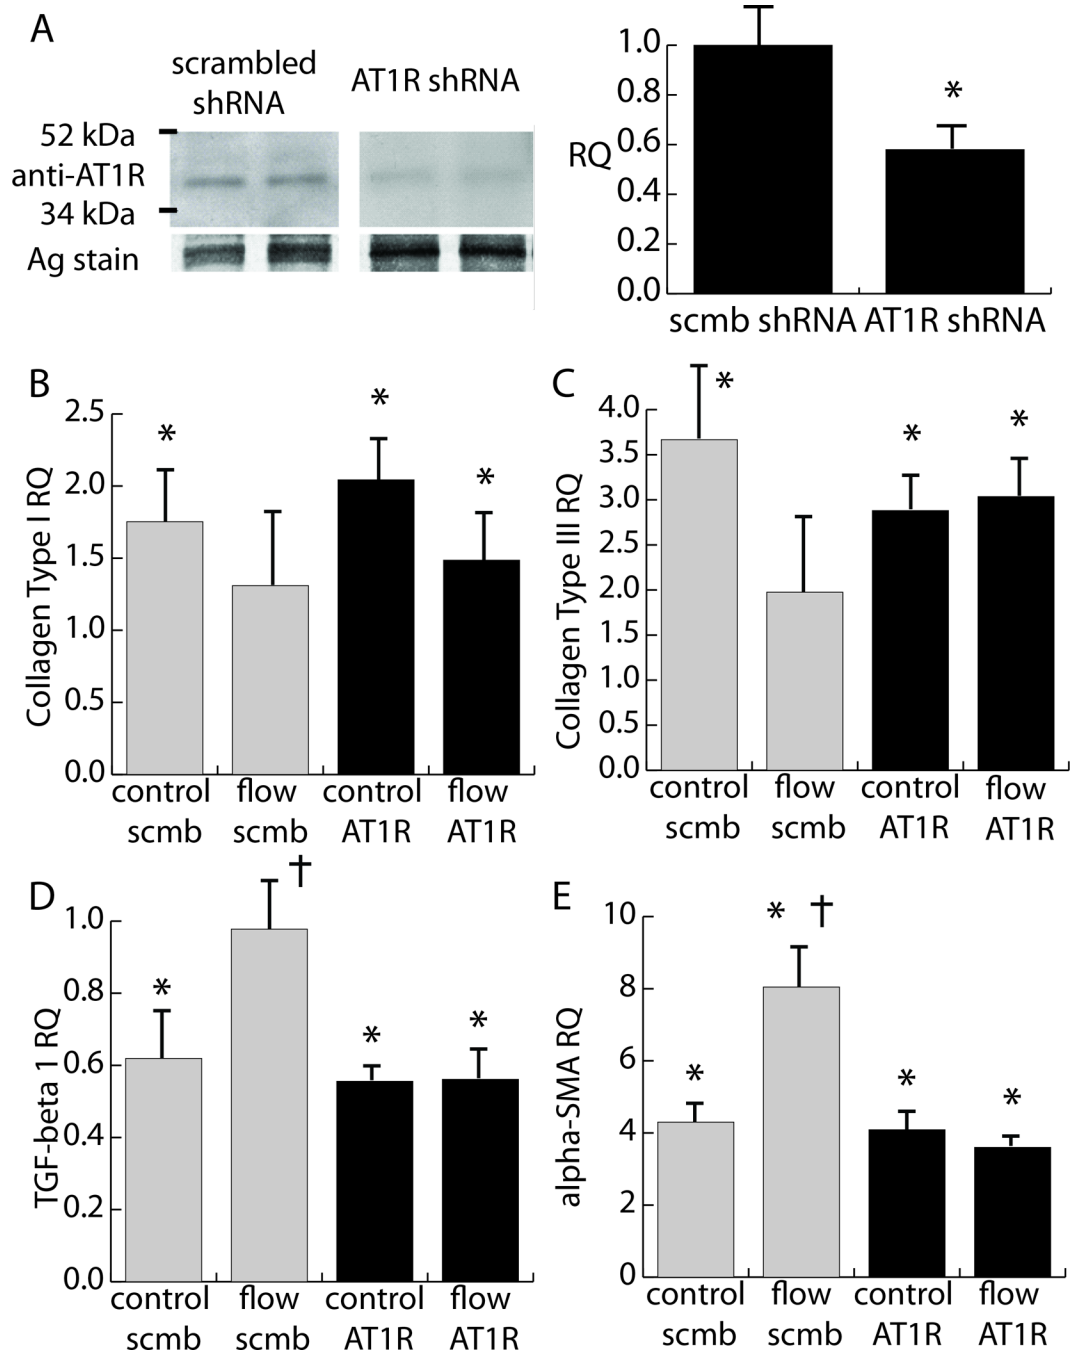 A
scrambled
shRNA
AT1R shRNA
52 kDa
anti-AT1R
34 kDa
Ag stain
1.0
0.8
RQ
0.6
0.4
0.2
0.0
*
scmb shRNA AT1R shRNA
B
Collagen Type I RQ
2.5
2.0
1.5
1.0
0.5
0.0
* * *
control flow control flow
scmb scmb AT1R AT1R
C
Collagen Type III RQ
4.0
3.5
3.0
2.5
2.0
1.5
1.0
0.5
0.0
* * *
control flow control flow
scmb scmb AT1R AT1R
D
TGF-beta 1 RQ
1.0
0.8
0.6
0.4
0.2
0.0
* † * *
control flow control flow
scmb scmb AT1R AT1R
E
alpha-SMA RQ
10
8
6
4
2
0
* * † * *
control flow control flow
scmb scmb AT1R AT1R